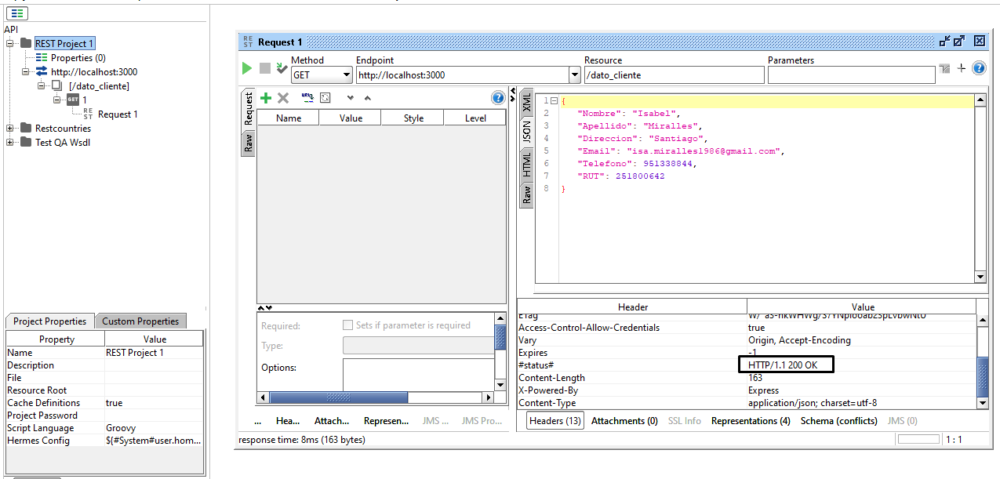 API
REST Project 1
Properties (0)
http://localhost:3000
[/dato_cliente]
GET 1
REST Request 1
Restcountries
Test QA Wsdl
Project Properties Custom Properties
Property Value
Name REST Project 1
Description
File
Resource Root
Cache Definitions true
Project Password
Script Language Groovy
Hermes Config ${#System#user.hom...
REST Request 1
Method Endpoint Resource Parameters
GET http://localhost:3000 /dato_cliente
Request
Raw
Name Value Style Level
Required: Sets if parameter is required
Type:
Options:
... Hea... Attach... Represen... JMS ... JMS Pro...
XML
JSON
HTML
Raw
1 {
2 "Nombre": "Isabel",
3 "Apellido": "Miralles",
4 "Direccion": "Santiago",
5 "Email": "isa.miralles1986@gmail.com",
6 "Telefono": 951338844,
7 "RUT": 251800642
8 }
Header Value
ETag
Access-Control-Allow-Credentials true
Vary Origin, Accept-Encoding
Expires -1
#status# HTTP/1.1 200 OK
Content-Length 163
X-Powered-By Express
Content-Type application/json; charset=utf-8
Headers (13) Attachments (0) SSL Info Representations (4) Schema (conflicts) JMS (0)
response time: 8ms (163 bytes) 1 : 1